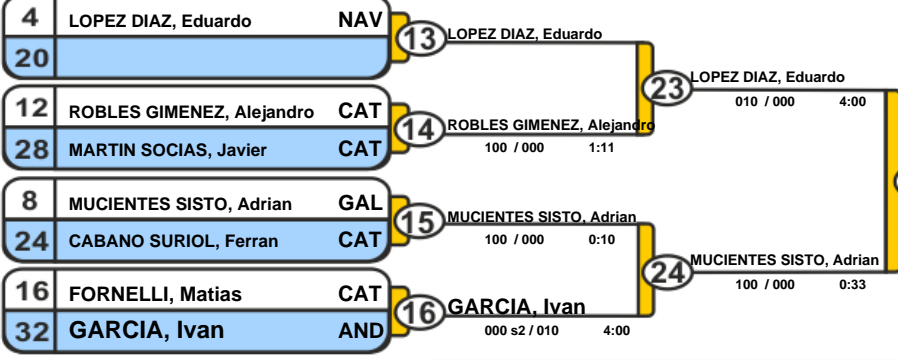 4 LOPEZ DIAZ, Eduardo NAV
20
13
LOPEZ DIAZ, Eduardo
12 ROBLES GIMENEZ, Alejandro CAT
28 MARTIN SOCIAS, Javier CAT
14
ROBLES GIMENEZ, Alejandro
100 / 000 1:11
23
LOPEZ DIAZ, Eduardo
010 / 000 4:00
8 MUCIENTES SISTO, Adrian GAL
24 CABANO SURIOL, Ferran CAT
15
MUCIENTES SISTO, Adrian
100 / 000 0:10
16 FORNELLI, Matias CAT
32 GARCIA, Ivan AND
16
GARCIA, Ivan
000 s2 / 010 4:00
24
MUCIENTES SISTO, Adrian
100 / 000 0:33